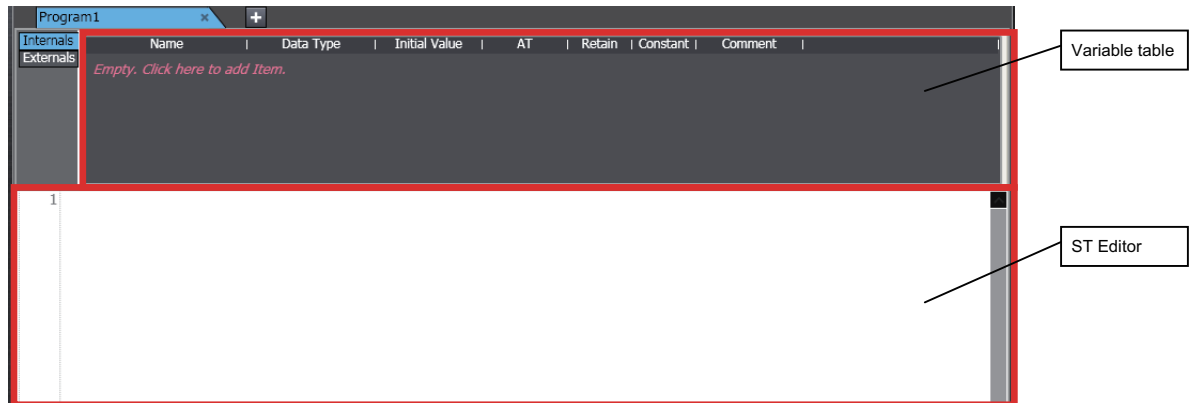 Program1 × +
Internals Name Data Type Initial Value AT Retain Constant Comment
Externals
Empty. Click here to add Item.
Variable table
1
ST Editor